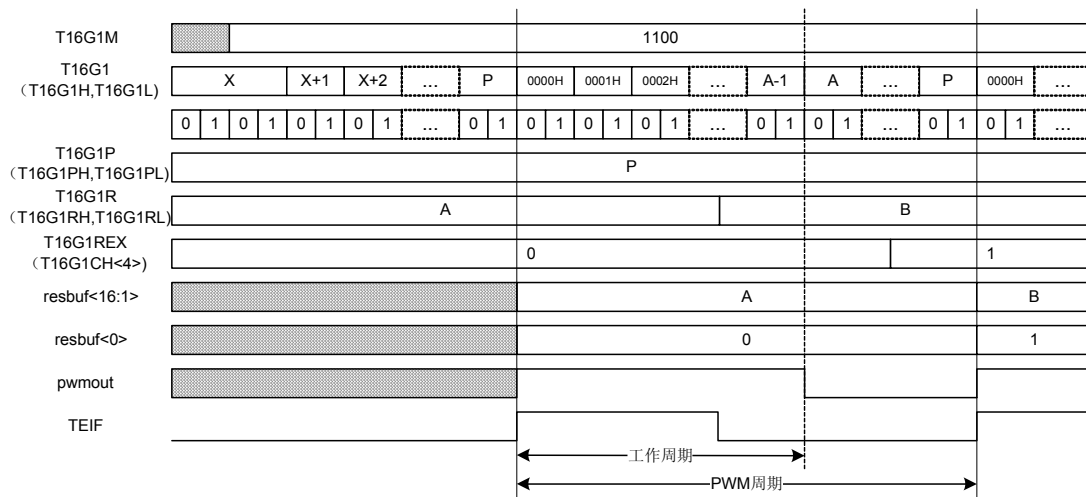 T16G1M 1100
T16G1
（T16G1H,T16G1L) X X+1 X+2 ... P 0000H 0001H 0002H ... A-1 A ... P 0000H ...
0 1 0 1 0 1 0 1 ... 0 1 0 1 0 1 0 1 ... 0 1 0 1 ... 0 1 0 1 ...
T16G1P
（T16G1PH,T16G1PL) P
T16G1R
（T16G1RH,T16G1RL) A B
T16G1REX
（T16G1CH<4>) 0 1
resbuf<16:1> A B
resbuf<0> 0 1
pwmout
TEIF
工作周期
PWM周期